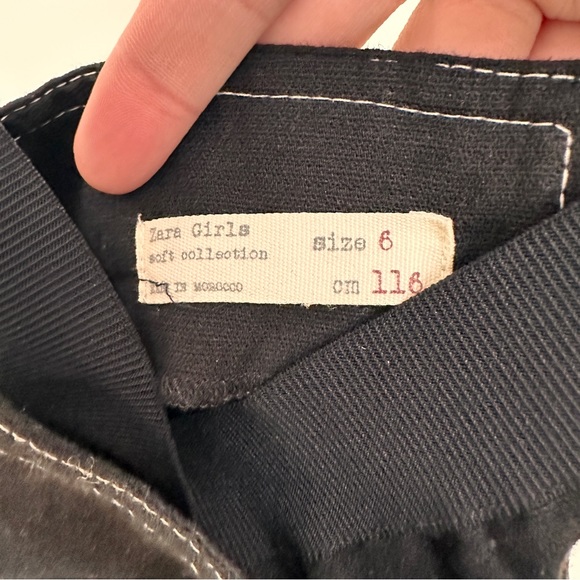 Zara Girls
soft collection
IN MOROCCO
size 6
cm 116